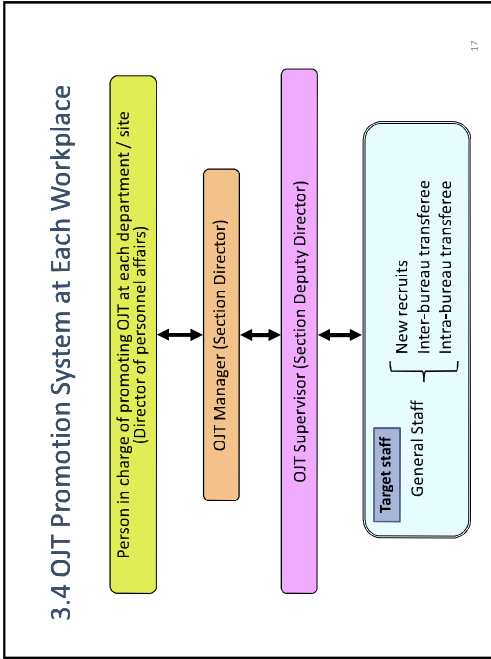 3.4 OJT Promotion System at Each Workplace
Person in charge of promoting OJT at each department / site
(Director of personnel affairs)
OJT Manager (Section Director)
OJT Supervisor (Section Deputy Director)
Target staff
General Staff
New recruits
Inter-bureau transferee
Intra-bureau transferee
17